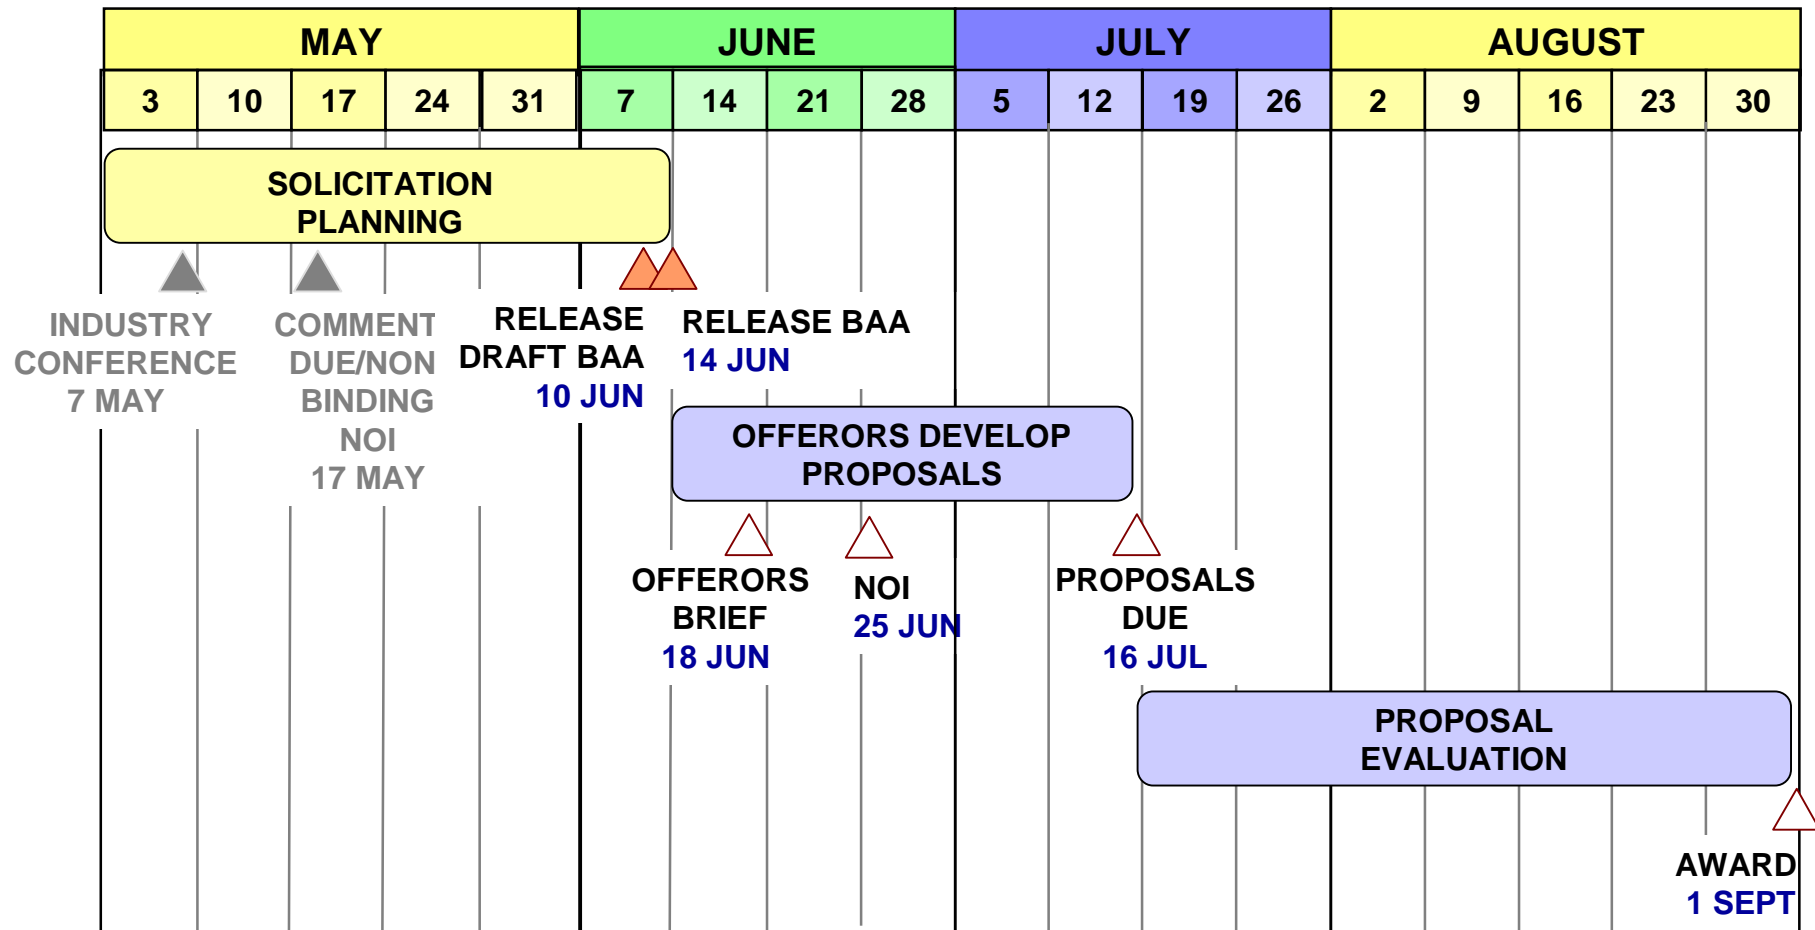 MAY JUNE JULY AUGUST
3 10 17 24 31 7 14 21 28 5 12 19 26 2 9 16 23 30
SOLICITATION
PLANNING
INDUSTRY
CONFERENCE
7 MAY
COMMENT
DUE/NON
BINDING
NOI
17 MAY
RELEASE
DRAFT BAA
10 JUN
RELEASE BAA
14 JUN
OFFERORS DEVELOP
PROPOSALS
OFFERORS
BRIEF
18 JUN
NOI
25 JUN
PROPOSALS
DUE
16 JUL
PROPOSAL
EVALUATION
AWARD
1 SEPT